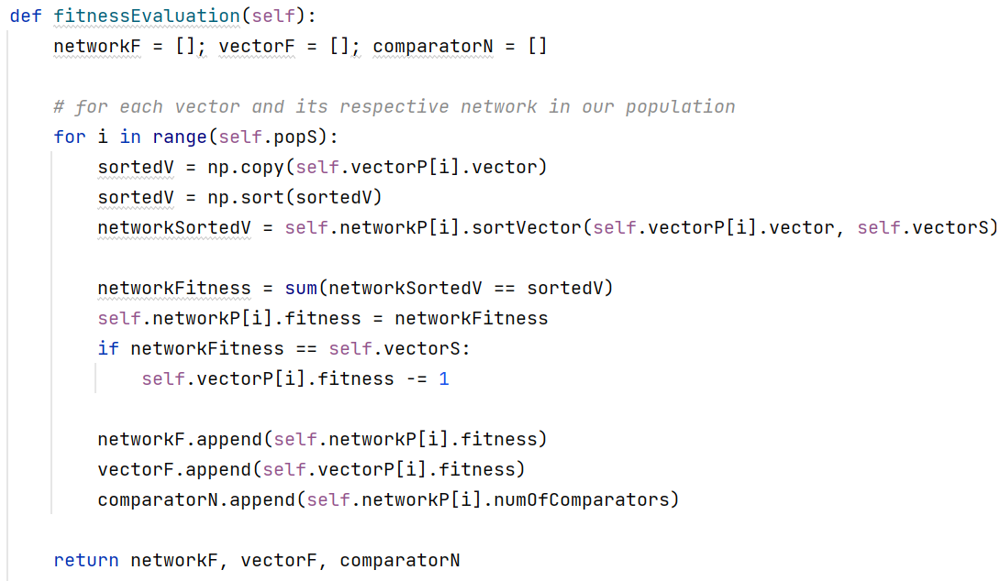 def fitnessEvaluation(self):
    networkF = []; vectorF = []; comparatorN = []
    # for each vector and its respective network in our population
    for i in range(self.popS):
        sortedV = np.copy(self.vectorP[i].vector)
        sortedV = np.sort(sortedV)
        networkSortedV = self.networkP[i].sortVector(self.vectorP[i].vector, self.vectorS)
        networkFitness = sum(networkSortedV == sortedV)
        self.networkP[i].fitness = networkFitness
        if networkFitness == self.vectorS:
            self.vectorP[i].fitness -= 1
        networkF.append(self.networkP[i].fitness)
        vectorF.append(self.vectorP[i].fitness)
        comparatorN.append(self.networkP[i].numOfComparators)
    return networkF, vectorF, comparatorN